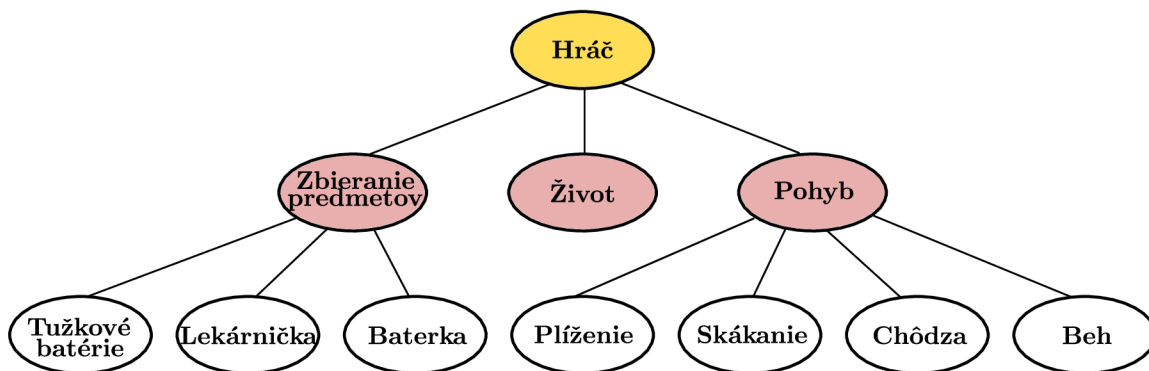 Hráč
Zbieranie
predmetov
Život
Pohyb
Tužkové
batérie
Lekárnička
Baterka
Plíženie
Skákanie
Chôdza
Beh